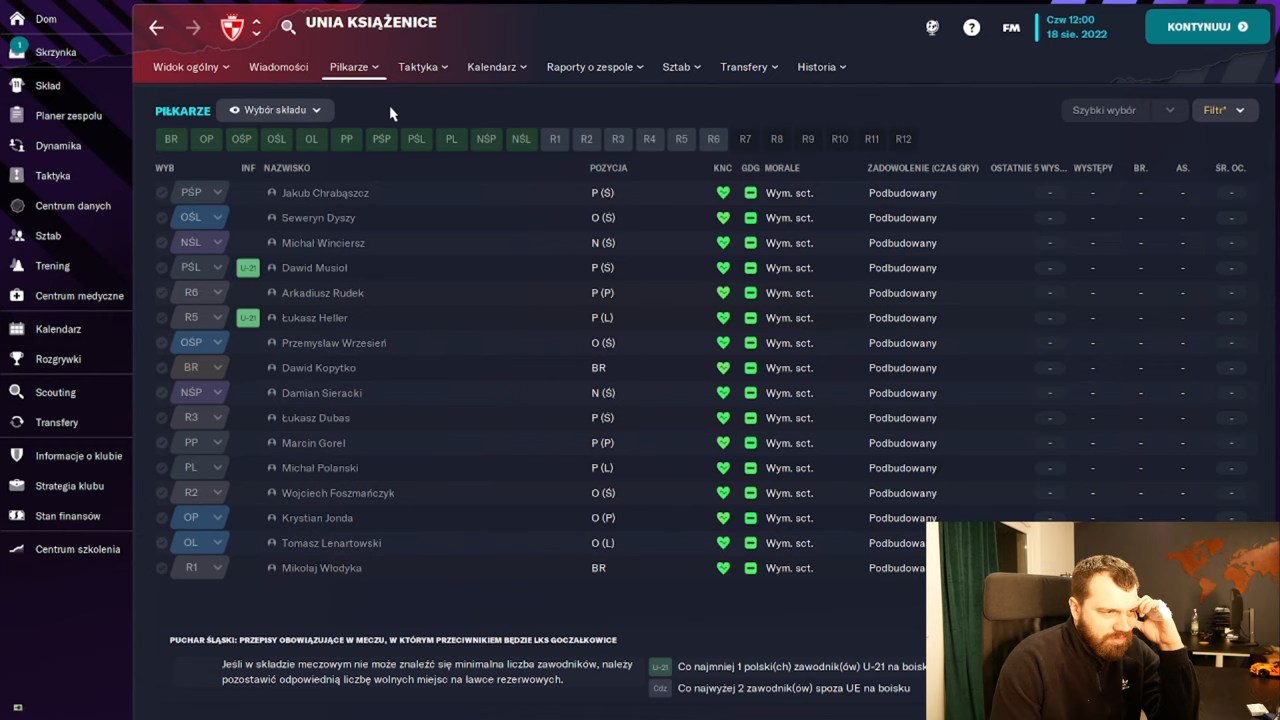 Dom
1
Skrzynka
Skład
Planer zespołu
Dynamika
Taktyka
Centrum danych
Sztab
Trening
Centrum medyczne
Kalendarz
Rozgrywki
Scouting
Transfery
Informacje o klubie
Strategia klubu
Stan finansów
Centrum szkolenia
UNIA KSIĄŻENICE
? FM
Czw 12:00
18 sie. 2022
KONTYNUUJ
Widok ogólny Wiadomości Piłkarze Taktyka Kalendarz Raporty o zespole Sztab Transfery Historia
PIŁKARZE Wybór składu Szybki wybór Filtr*
BR OP OŚP OŚL OL PP PŚP PŚL PL NŚP NŚL R1 R2 R3 R4 R5 R6 R7 R8 R9 R10 R11 R12
WYB INF NAZWISKO POZYCJA KNC GDG MORALE ZADOWOLENIE (CZAS GRY) OSTATNIE 5 WYS... WYSTĘPY BR. AS. ŚR. OC.
PŚP Jakub Chrabąszcz P (Ś) Wym. sct. Podbudowany - - - - -
OŚL Seweryn Dyszy O (Ś) Wym. sct. Podbudowany - - - - -
NŚL Michał Winciersz N (Ś) Wym. sct. Podbudowany - - - - -
PŚL U-21 Dawid Musioł P (Ś) Wym. sct. Podbudowany - - - - -
R6 Arkadiusz Rudek P (P) Wym. sct. Podbudowany - - - - -
R5 U-21 Łukasz Heller P (L) Wym. sct. Podbudowany - - - - -
OŚP Przemysław Wrzesień O (Ś) Wym. sct. Podbudowany - - - - -
BR Dawid Kopytko BR Wym. sct. Podbudowany - - - - -
NŚP Damian Sieracki N (Ś) Wym. sct. Podbudowany - - - - -
R3 Łukasz Dubas P (Ś) Wym. sct. Podbudowany - - - - -
PP Marcin Gorel P (P) Wym. sct. Podbudowany - - - - -
PL Michał Polanski P (L) Wym. sct. Podbudowany - - - - -
R2 Wojciech Foszmańczyk O (Ś) Wym. sct. Podbudowany - - - - -
OP Krystian Jonda O (P) Wym. sct. Podbudowany
OL Tomasz Lenartowski O (L) Wym. sct. Podbudowany
R1 Mikołaj Włodyka BR Wym. sct. Podbudowany
PUCHAR ŚLĄSKI: PRZEPISY OBOWIĄZUJĄCE W MECZU, W KTÓRYM PRZECIWNIKIEM BĘDZIE LKS GOCZAŁKOWICE
Jeśli w składzie meczowym nie może znaleźć się minimalna liczba zawodników, należy
pozostawić odpowiednią liczbę wolnych miejsc na ławce rezerwowych.
U-21 Co najmniej 1 polski(ch) zawodnik(ów) U-21 na boisk
Odz Co najwyżej 2 zawodnik(ów) spoza UE na boisku